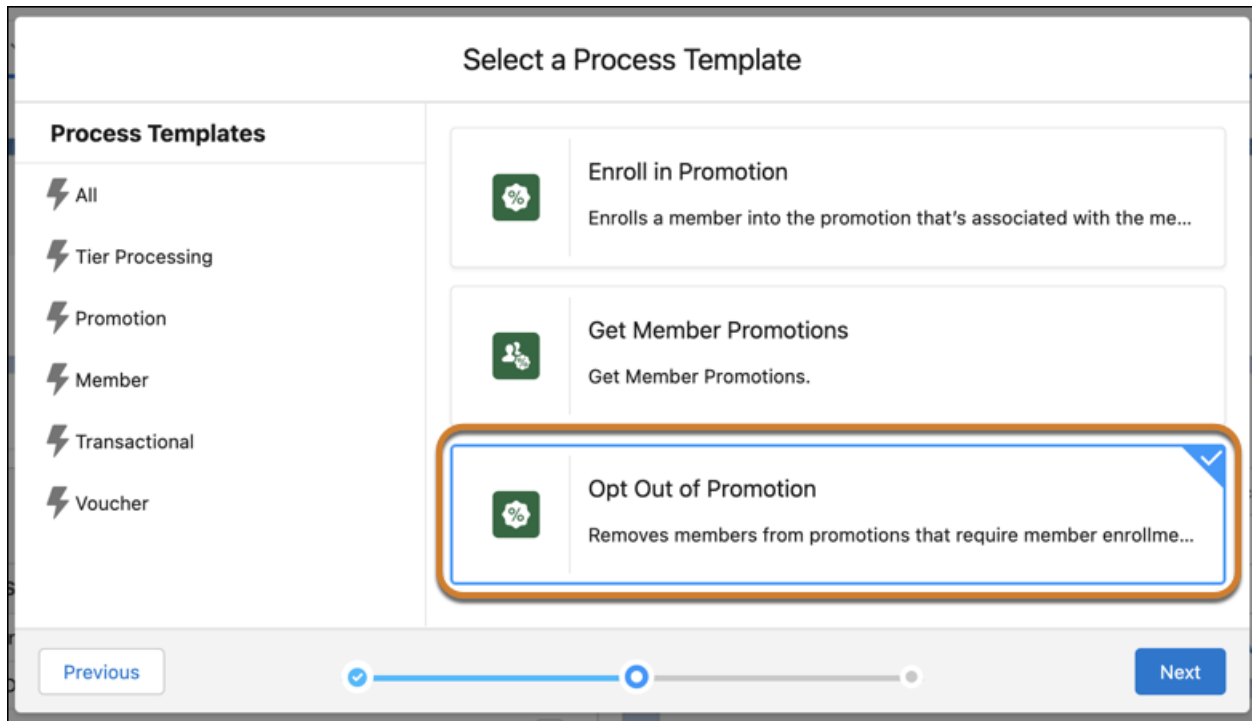 Select a Process Template
Process Templates
All
Tier Processing
Promotion
Member
Transactional
Voucher
Enroll in Promotion
Enrolls a member into the promotion that's associated with the me...
Get Member Promotions
Get Member Promotions.
Opt Out of Promotion
Removes members from promotions that require member enrollme...
Previous
Next